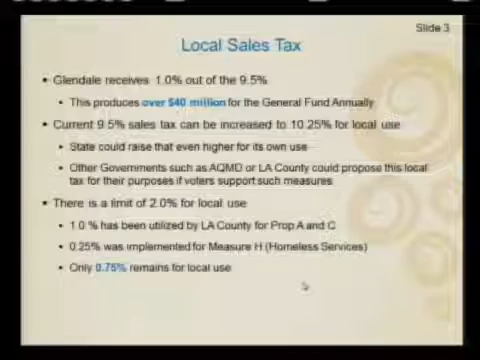 Slide 3
Local Sales Tax
• Glendale receives 1.0% out of the 9.5%
• This produces over $40 million for the General Fund Annually
• Current 9.5% sales tax can be increased to 10.25% for local use
• State could raise that even higher for its own use
• Other Governments such as AQMD or LA County could propose this local
tax for their purposes if voters support such measures
• There is a limit of 2.0% for local use
• 1.0 % has been utilized by LA County for Prop A and C
• 0.25% was implemented for Measure H (Homeless Services)
• Only 0.75% remains for local use